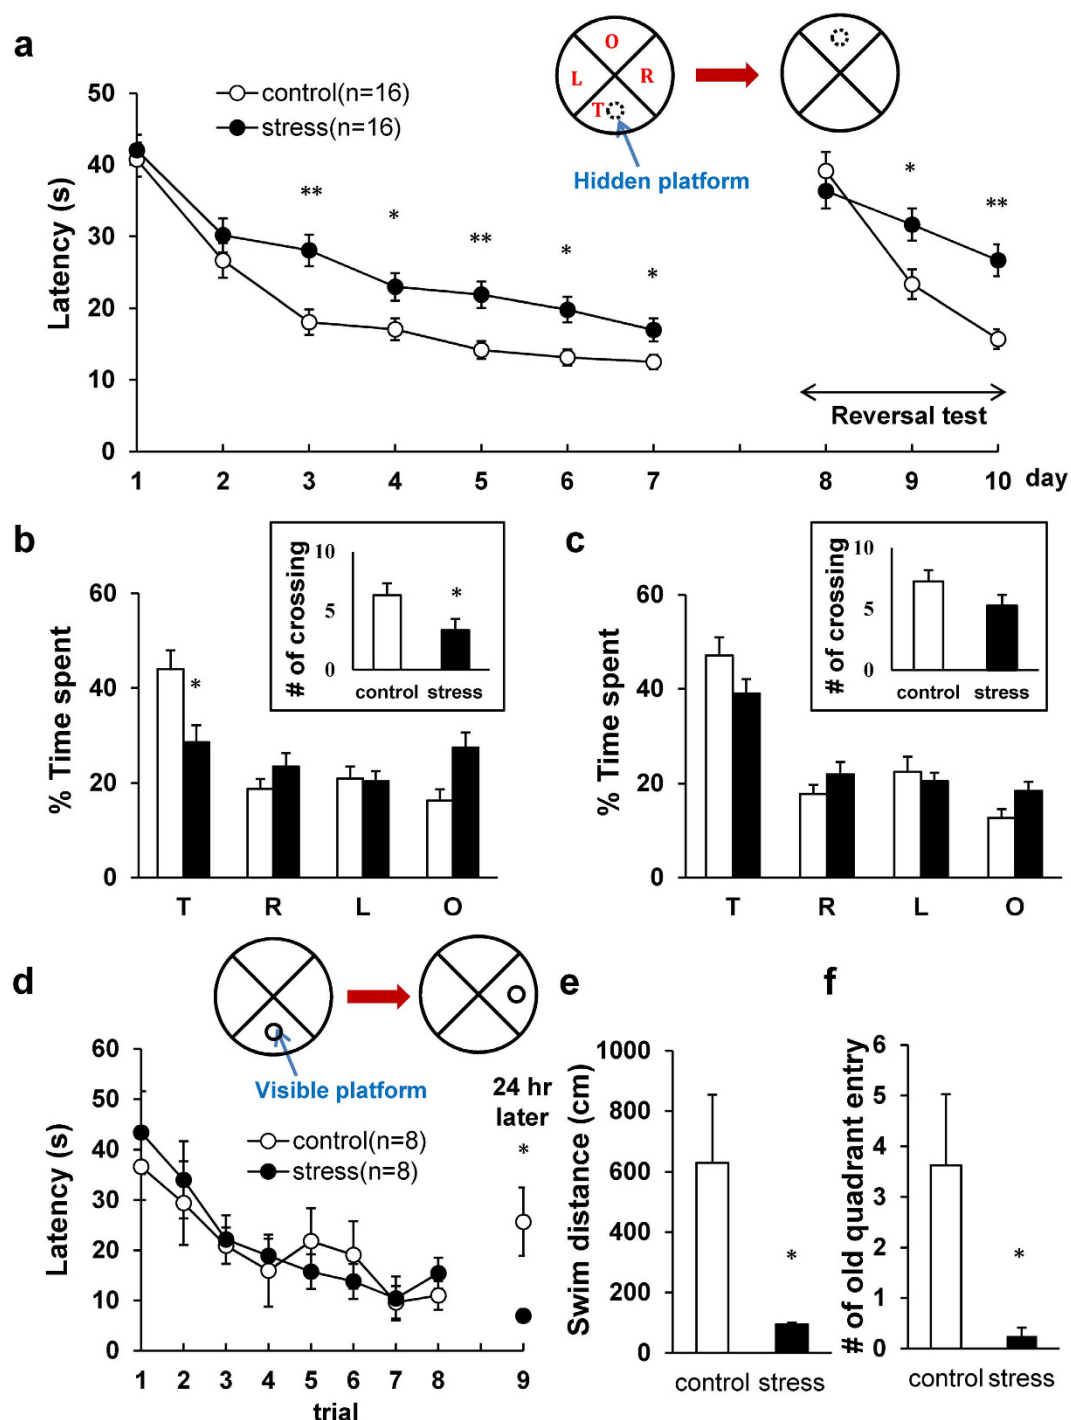 a
O
L R
T
Hidden platform
control(n=16)
stress(n=16)
Latency (s)
50
40
30
20
10
0
** * ** * *
* **
Reversal test
1 2 3 4 5 6 7 8 9 10 day
b
% Time spent
60
40
20
0
*
T R L O
# of crossing
10
5
0
*
control stress
c
% Time spent
60
40
20
0
T R L O
# of crossing
10
5
0
control stress
d
Visible platform
control(n=8)
stress(n=8)
24 hr
later
*
Latency (s)
60
50
40
30
20
10
0
1 2 3 4 5 6 7 8 9
trial
e
Swim distance (cm)
1000
800
600
400
200
0
*
control stress
f
# of old quadrant entry
6
5
4
3
2
1
0
*
control stress